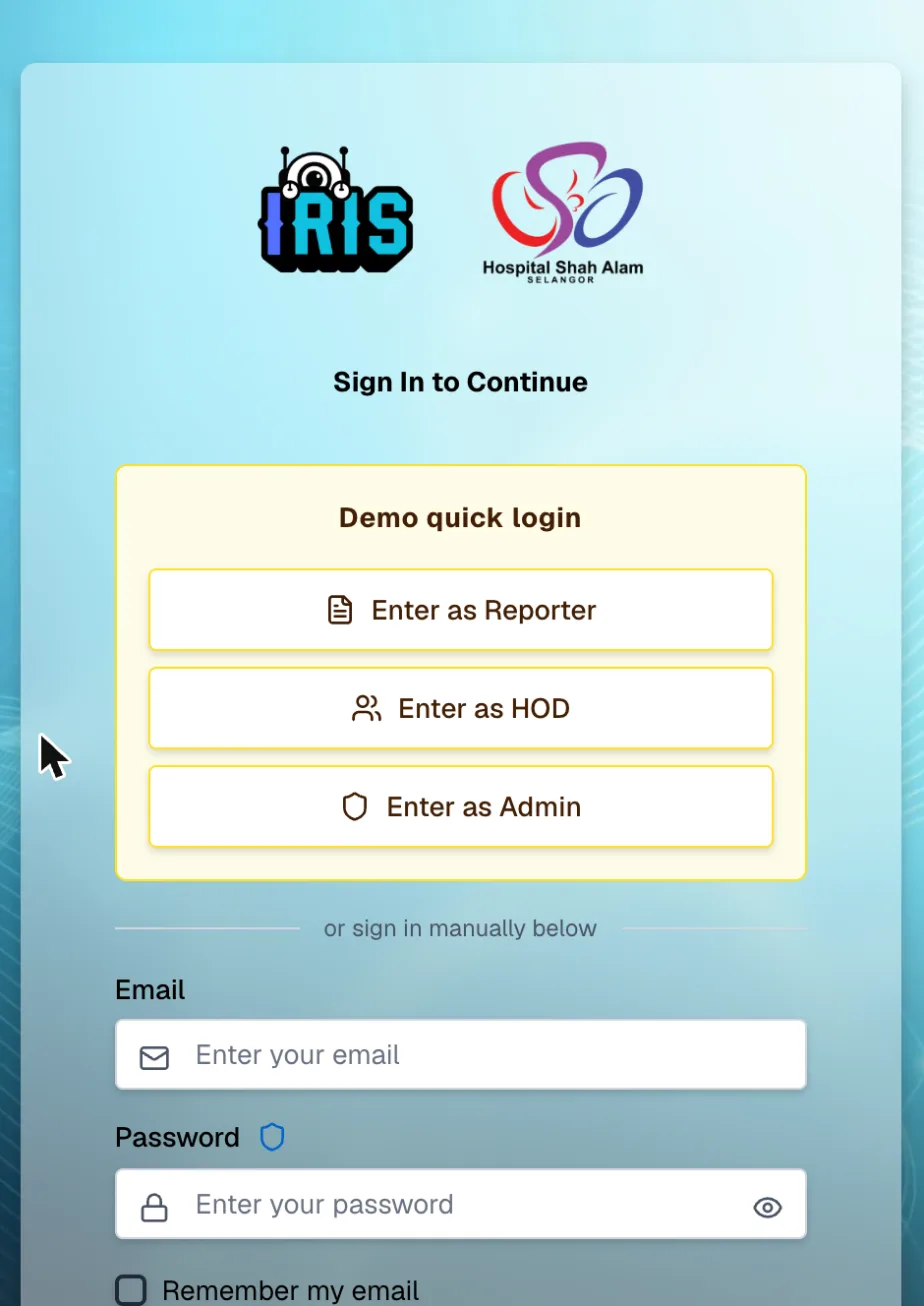 IRIS
Hospital Shah Alam
SELANGOR
Sign In to Continue
Demo quick login
Enter as Reporter
Enter as HOD
Enter as Admin
or sign in manually below
Email
Enter your email
Password
Enter your password
Remember my email